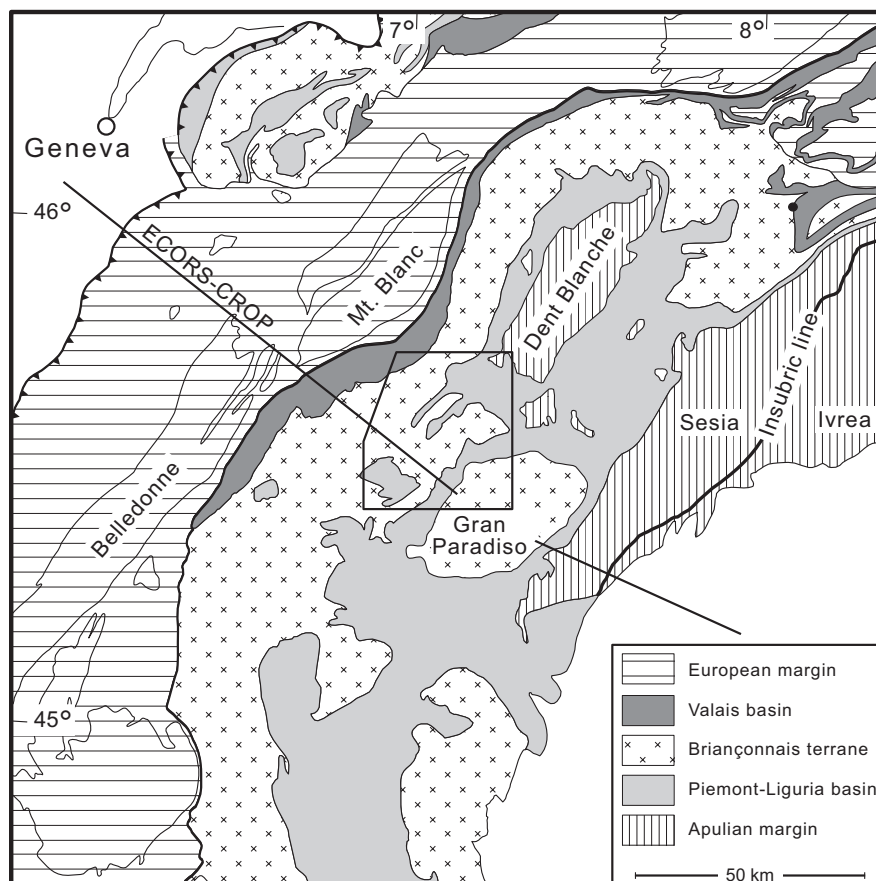 7°
8°
Geneva
46°
ECORS-CROP
Mt. Blanc
Dent Blanche
Insubric line
Sesia
Ivrea
Belledonne
Gran
Paradiso
45°
European margin
Valais basin
Briançonnais terrane
Piemont-Liguria basin
Apulian margin
50 km